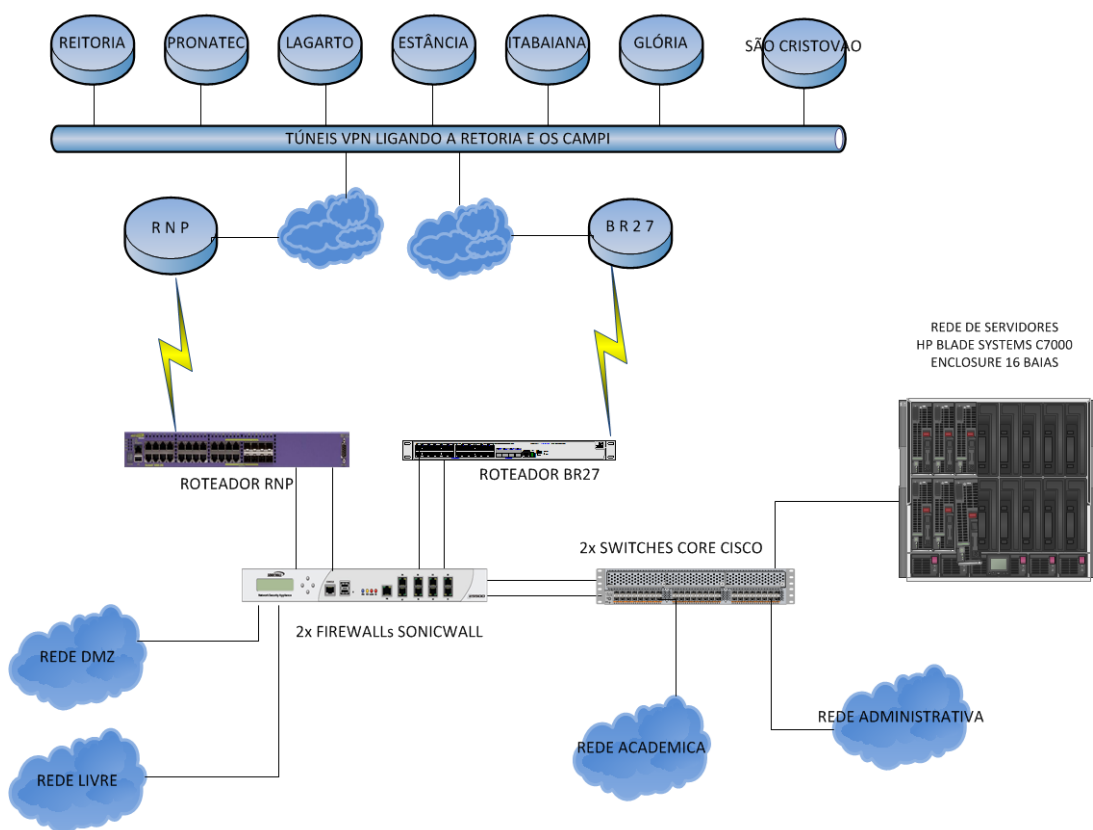 REITORIA
PRONATEC
LAGARTO
ESTÂNCIA
ITABAIANA
GLÓRIA
SÃO CRISTOVAO
TÚNEIS VPN LIGANDO A RETORIA E OS CAMPI
R N P
B R 2 7
REDE DE SERVIDORES
HP BLADE SYSTEMS C7000
ENCLOSURE 16 BAIAS
ROTEADOR RNP
ROTEADOR BR27
2x SWITCHES CORE CISCO
2x FIREWALLs SONICWALL
REDE DMZ
REDE ACADEMICA
REDE ADMINISTRATIVA
REDE LIVRE